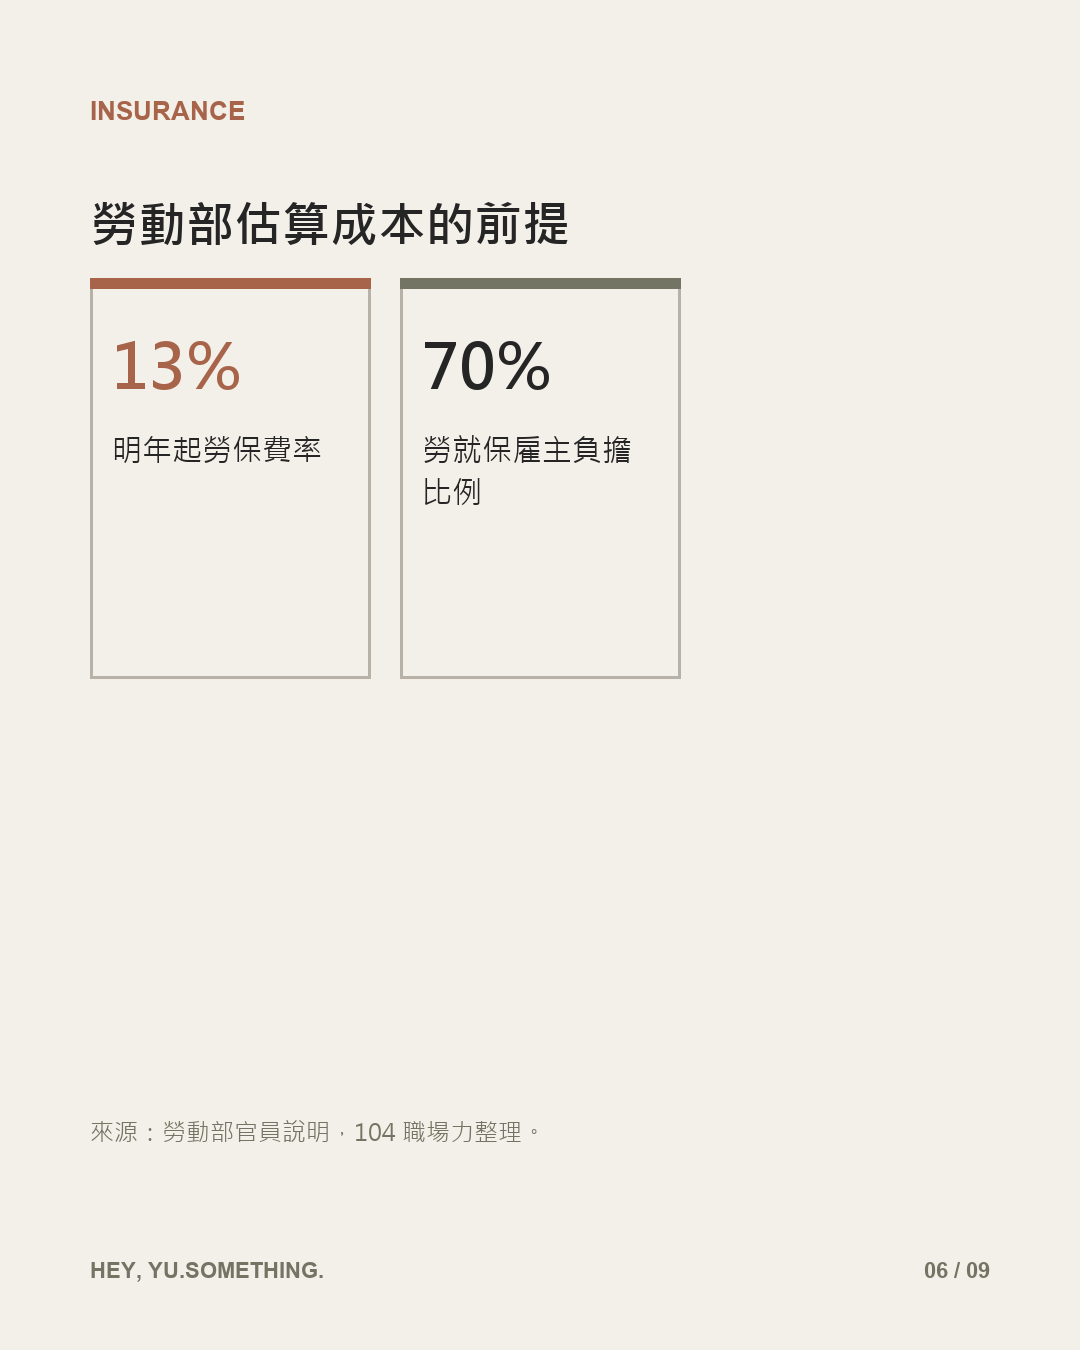 INSURANCE
勞動部估算成本的前提
13%
明年起勞保費率
70%
勞就保雇主負擔
比例
來源：勞動部官員說明，104 職場力整理。
HEY, YU.SOMETHING.
06 / 09